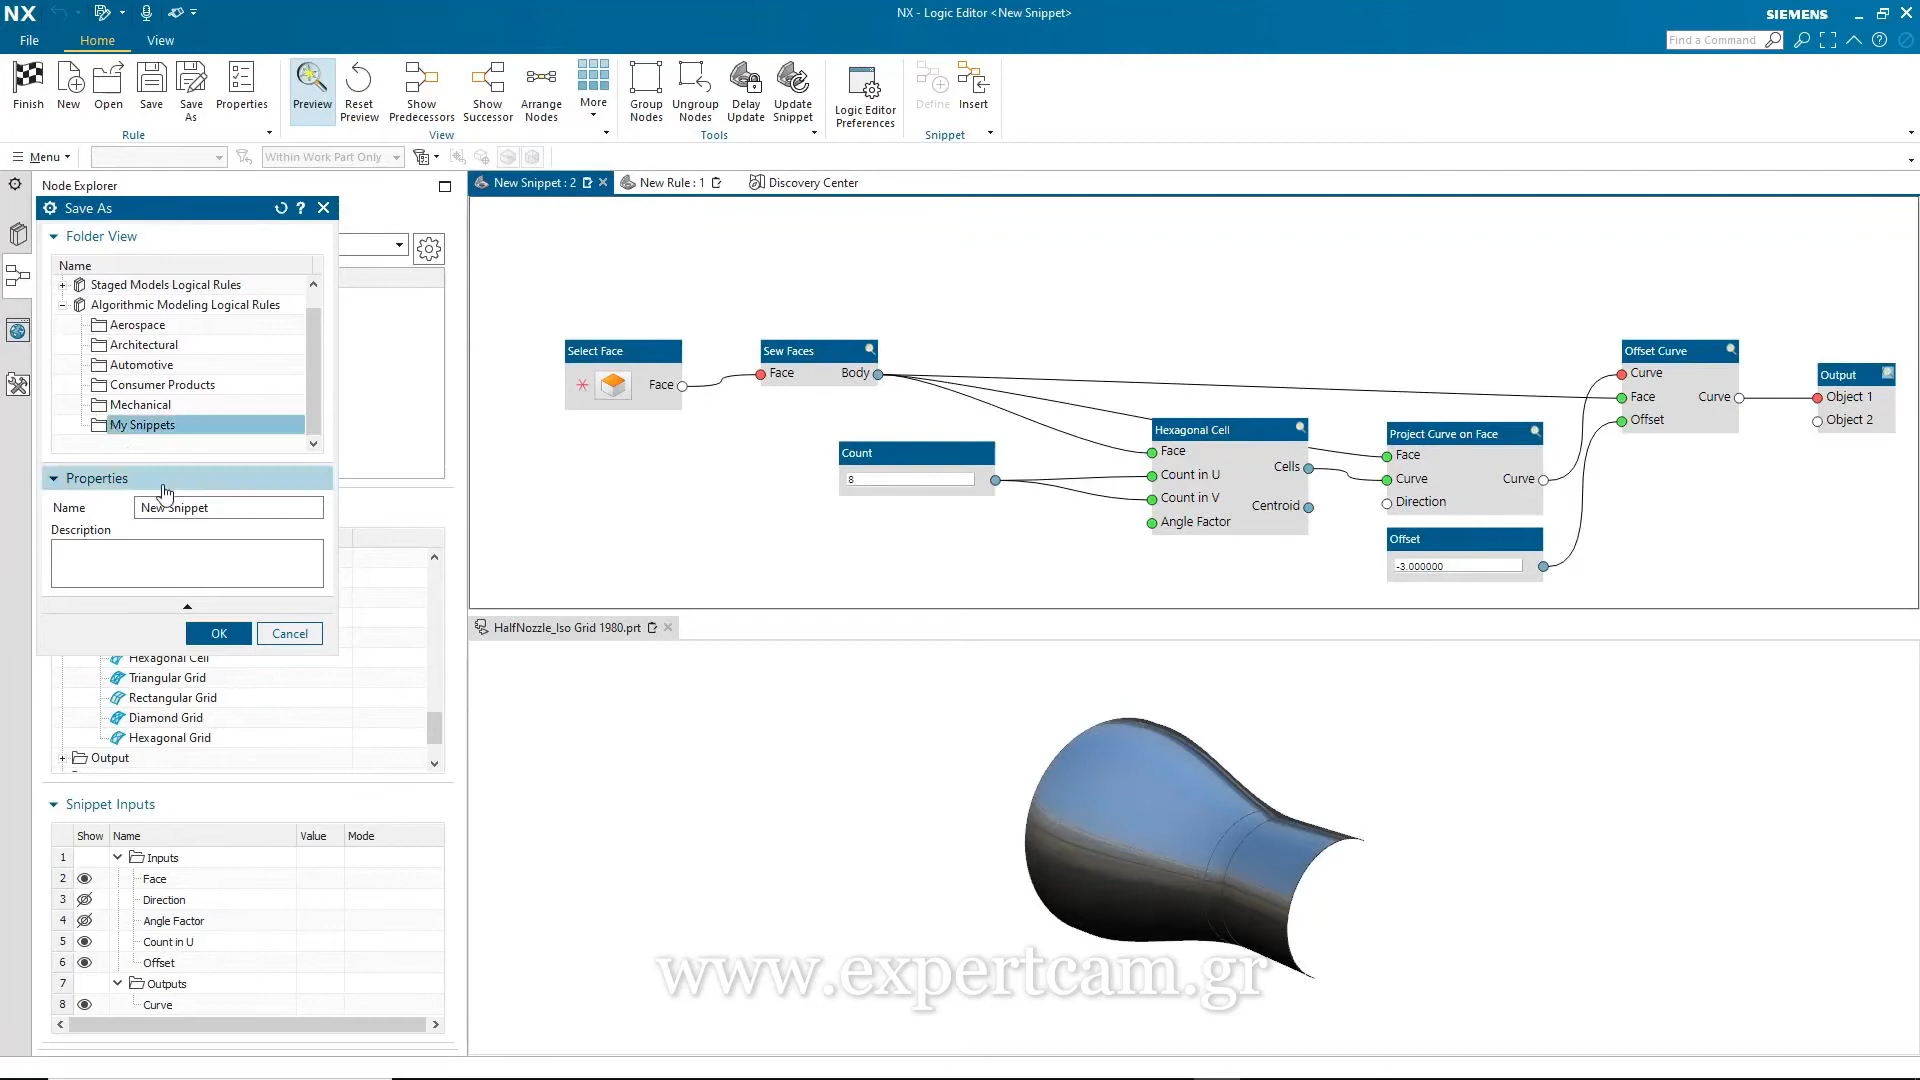 NX
NX - Logic Editor <New Snippet>
SIEMENS
File
Home
View
Find a Command
Finish
New
Open
Save
Save As
Properties
Preview
Reset Preview
Show Predecessors
Show Successor
Arrange Nodes
More
Group Nodes
Ungroup Nodes
Delay Update
Update Snippet
Logic Editor Preferences
Define
Insert
Rule
View
Tools
Snippet
Menu
Within Work Part Only
Node Explorer
New Snippet : 2
New Rule : 1
Discovery Center
Save As
Folder View
Name
Staged Models Logical Rules
Algorithmic Modeling Logical Rules
Aerospace
Architectural
Automotive
Consumer Products
Mechanical
My Snippets
Properties
Name
New Snippet
Description
OK
Cancel
Hexagonal Cell
Triangular Grid
Rectangular Grid
Diamond Grid
Hexagonal Grid
Output
Snippet Inputs
Show
Name
Value
Mode
1
Inputs
2
Face
3
Direction
4
Angle Factor
5
Count in U
6
Offset
7
Outputs
8
Curve
Select Face
Face
Sew Faces
Face
Body
Count
8
Hexagonal Cell
Face
Count in U
Count in V
Angle Factor
Cells
Centroid
Project Curve on Face
Face
Curve
Direction
Curve
Offset
-3.000000
Offset Curve
Curve
Face
Offset
Curve
Output
Object 1
Object 2
HalfNozzle_Iso Grid 1980.prt
www.expertcam.gr